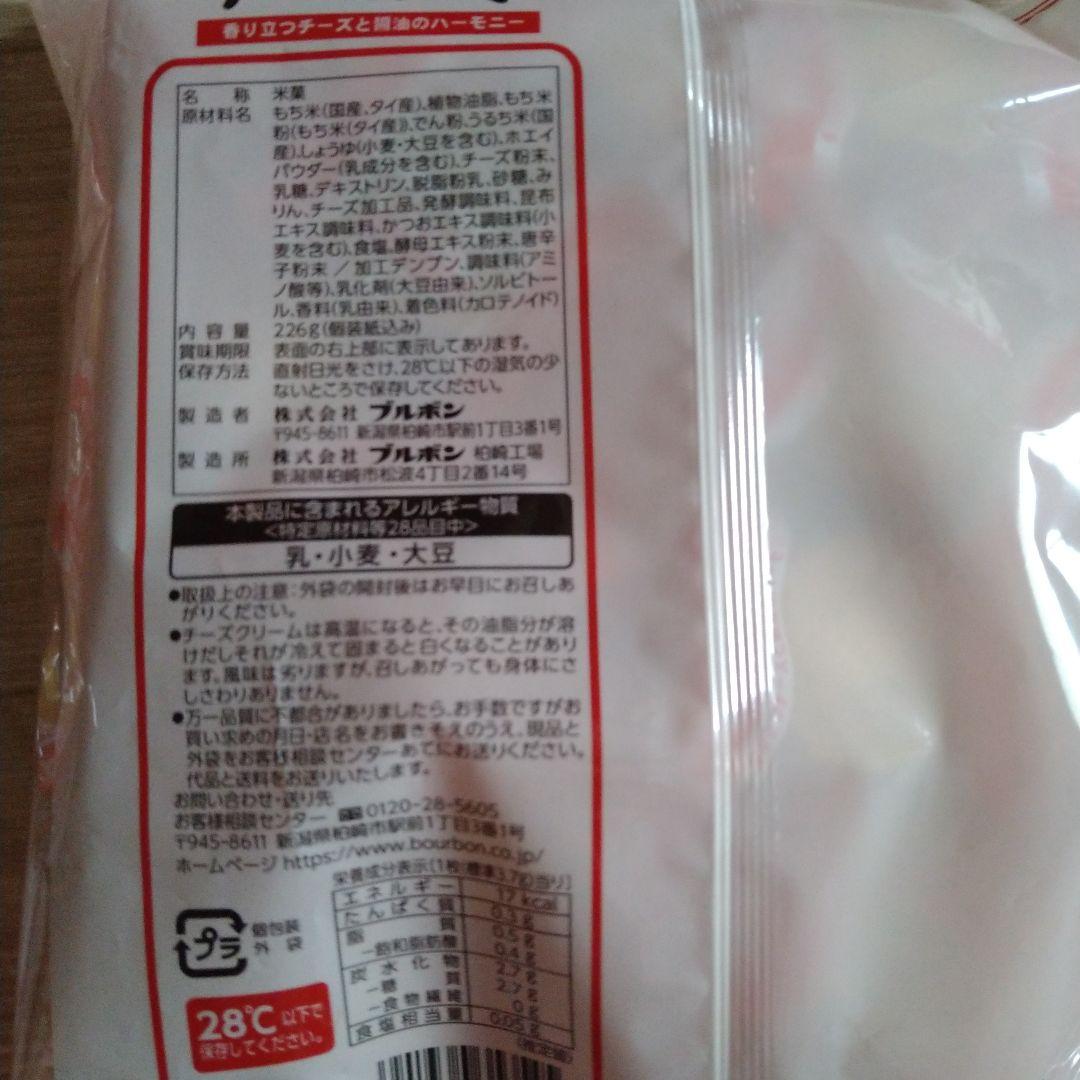 香り立つチーズと醤油のハーモニー
名称 米菓
原材料名 もち米(国産、タイ産)、植物油脂、もち米
粉(もち米(タイ産))、でん粉、うるち米(国
産)、しょうゆ(小麦・大豆を含む)、ホエイ
パウダー(乳成分を含む)、チーズ粉末、
乳糖、デキストリン、脱脂粉乳、砂糖、み
りん、チーズ加工品、発酵調味料、昆布
エキス調味料、かつおエキス調味料(小
麦を含む)、食塩、酵母エキス粉末、唐辛
子粉末/加工デンプン、調味料(アミ
ノ酸等)、乳化剤(大豆由来)、ソルビトー
ル、香料(乳由来)、着色料(カロテノイド)
内容量 226g(個装紙込み)
賞味期限 表面の右上部に表示してあります。
保存方法 直射日光をさけ、28℃以下の湿気の少
ないところで保存してください。
製造者 株式会社 ブルボン
〒945-8611 新潟県柏崎市駅前1丁目3番1号
製造所 株式会社 ブルボン 柏崎工場
新潟県柏崎市松波4丁目2番14号
本製品に含まれるアレルギー物質
<特定原材料等28品目中>
乳・小麦・大豆
●取扱上の注意:外袋の開封後はお早目にお召しあ
がりください。
●チーズクリームは高温になると、その油脂分が溶
けだしそれが冷えて固まると白くなることがあり
ます。風味は劣りますが、召しあがっても身体にさ
しさわりありません。
●万一品質に不都合がありましたら、お手数ですがお
買い求めの月日・店名をお書きそえのうえ、現品と
外袋をお客様相談センターあてにお送りください。
代品と送料をお送りいたします。
お問い合わせ・送り先
お客様相談センター 0120-28-5605
〒945-8611 新潟県柏崎市駅前1丁目3番1号
ホームページ https://www.bourbon.co.jp/
栄養成分表示[1枚(標準3.7g)当り]
エネルギー 17kcal
たんぱく質 0.3g
脂質 0.5g
-飽和脂肪酸 0.4g
炭水化物 2.7g
-糖質 2.7g
-食物繊維 0g
食塩相当量 0.05g
(推定値)
プラ
個包装
外袋
28℃以下で
保存してください。